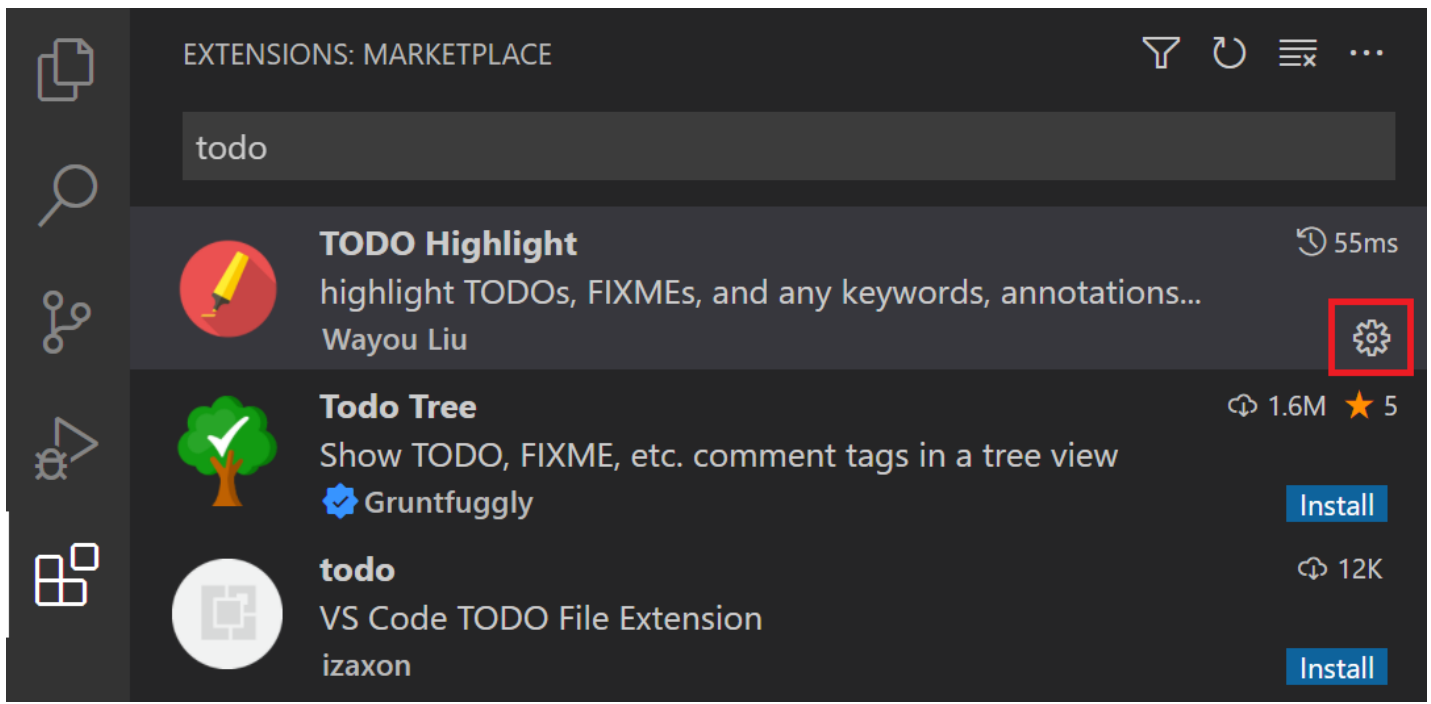 EXTENSIONS: MARKETPLACE
todo
TODO Highlight 55ms
highlight TODOs, FIXMEs, and any keywords, annotations...
Wayou Liu
Todo Tree 1.6M 5
Show TODO, FIXME, etc. comment tags in a tree view
Gruntfuggly Install
todo 12K
VS Code TODO File Extension
izaxon Install